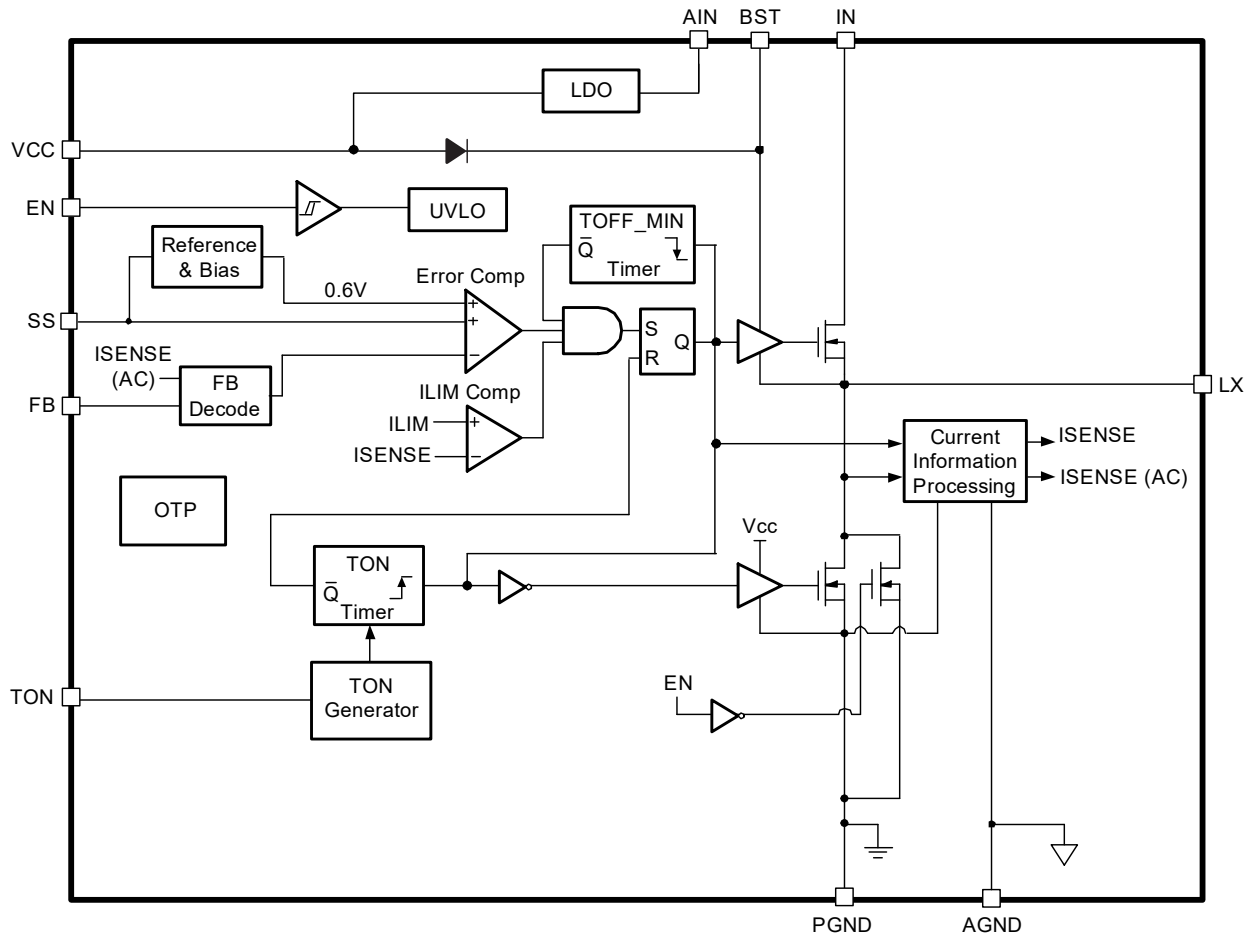 AIN
BST
IN
LDO
VCC
EN
UVLO
TOFF_MIN
Q̅
Timer
Reference
& Bias
Error Comp
0.6V
+
+
−
SS
S
R
Q
ISENSE
(AC)
FB
FB
Decode
LX
ILIM Comp
ILIM
+
ISENSE
−
Current
Information
Processing
ISENSE
ISENSE (AC)
OTP
Vcc
TON
Q̅
Timer
TON
TON
Generator
EN
PGND
AGND